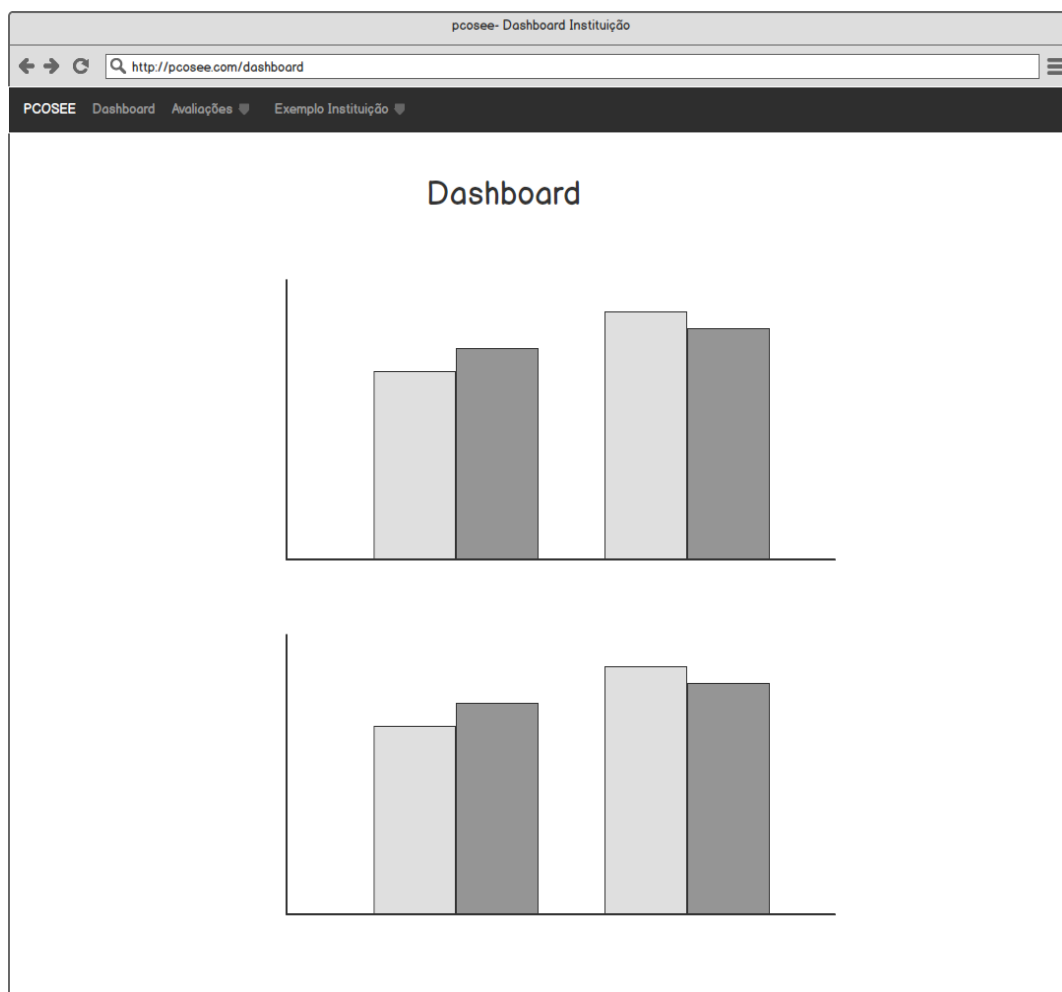 pcosee- Dashboard Instituição
http://pcosee.com/dashboard
PCOSEE Dashboard Avaliações Exemplo Instituição
Dashboard